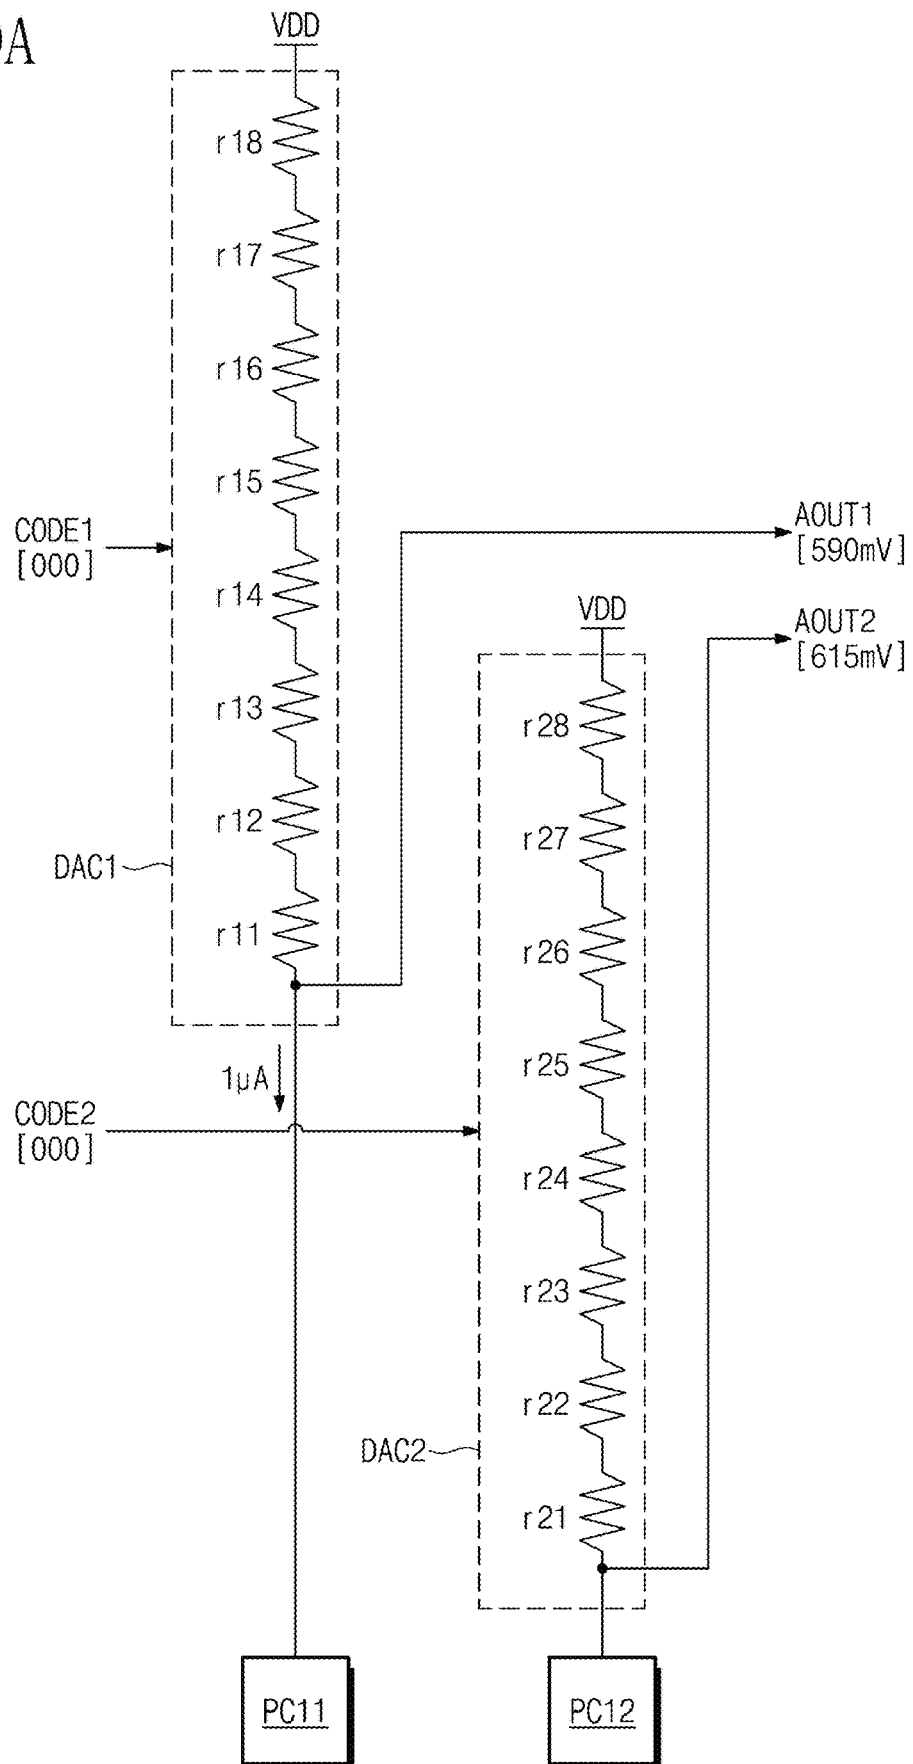 VDD
r18
r17
r16
r15
CODE1
[000]
AOUT1
[590mV]
r14
VDD
AOUT2
[615mV]
r13
r28
r12
r27
DAC1
r11
r26
r25
1μA
CODE2
[000]
r24
r23
r22
DAC2
r21
PC11
PC12